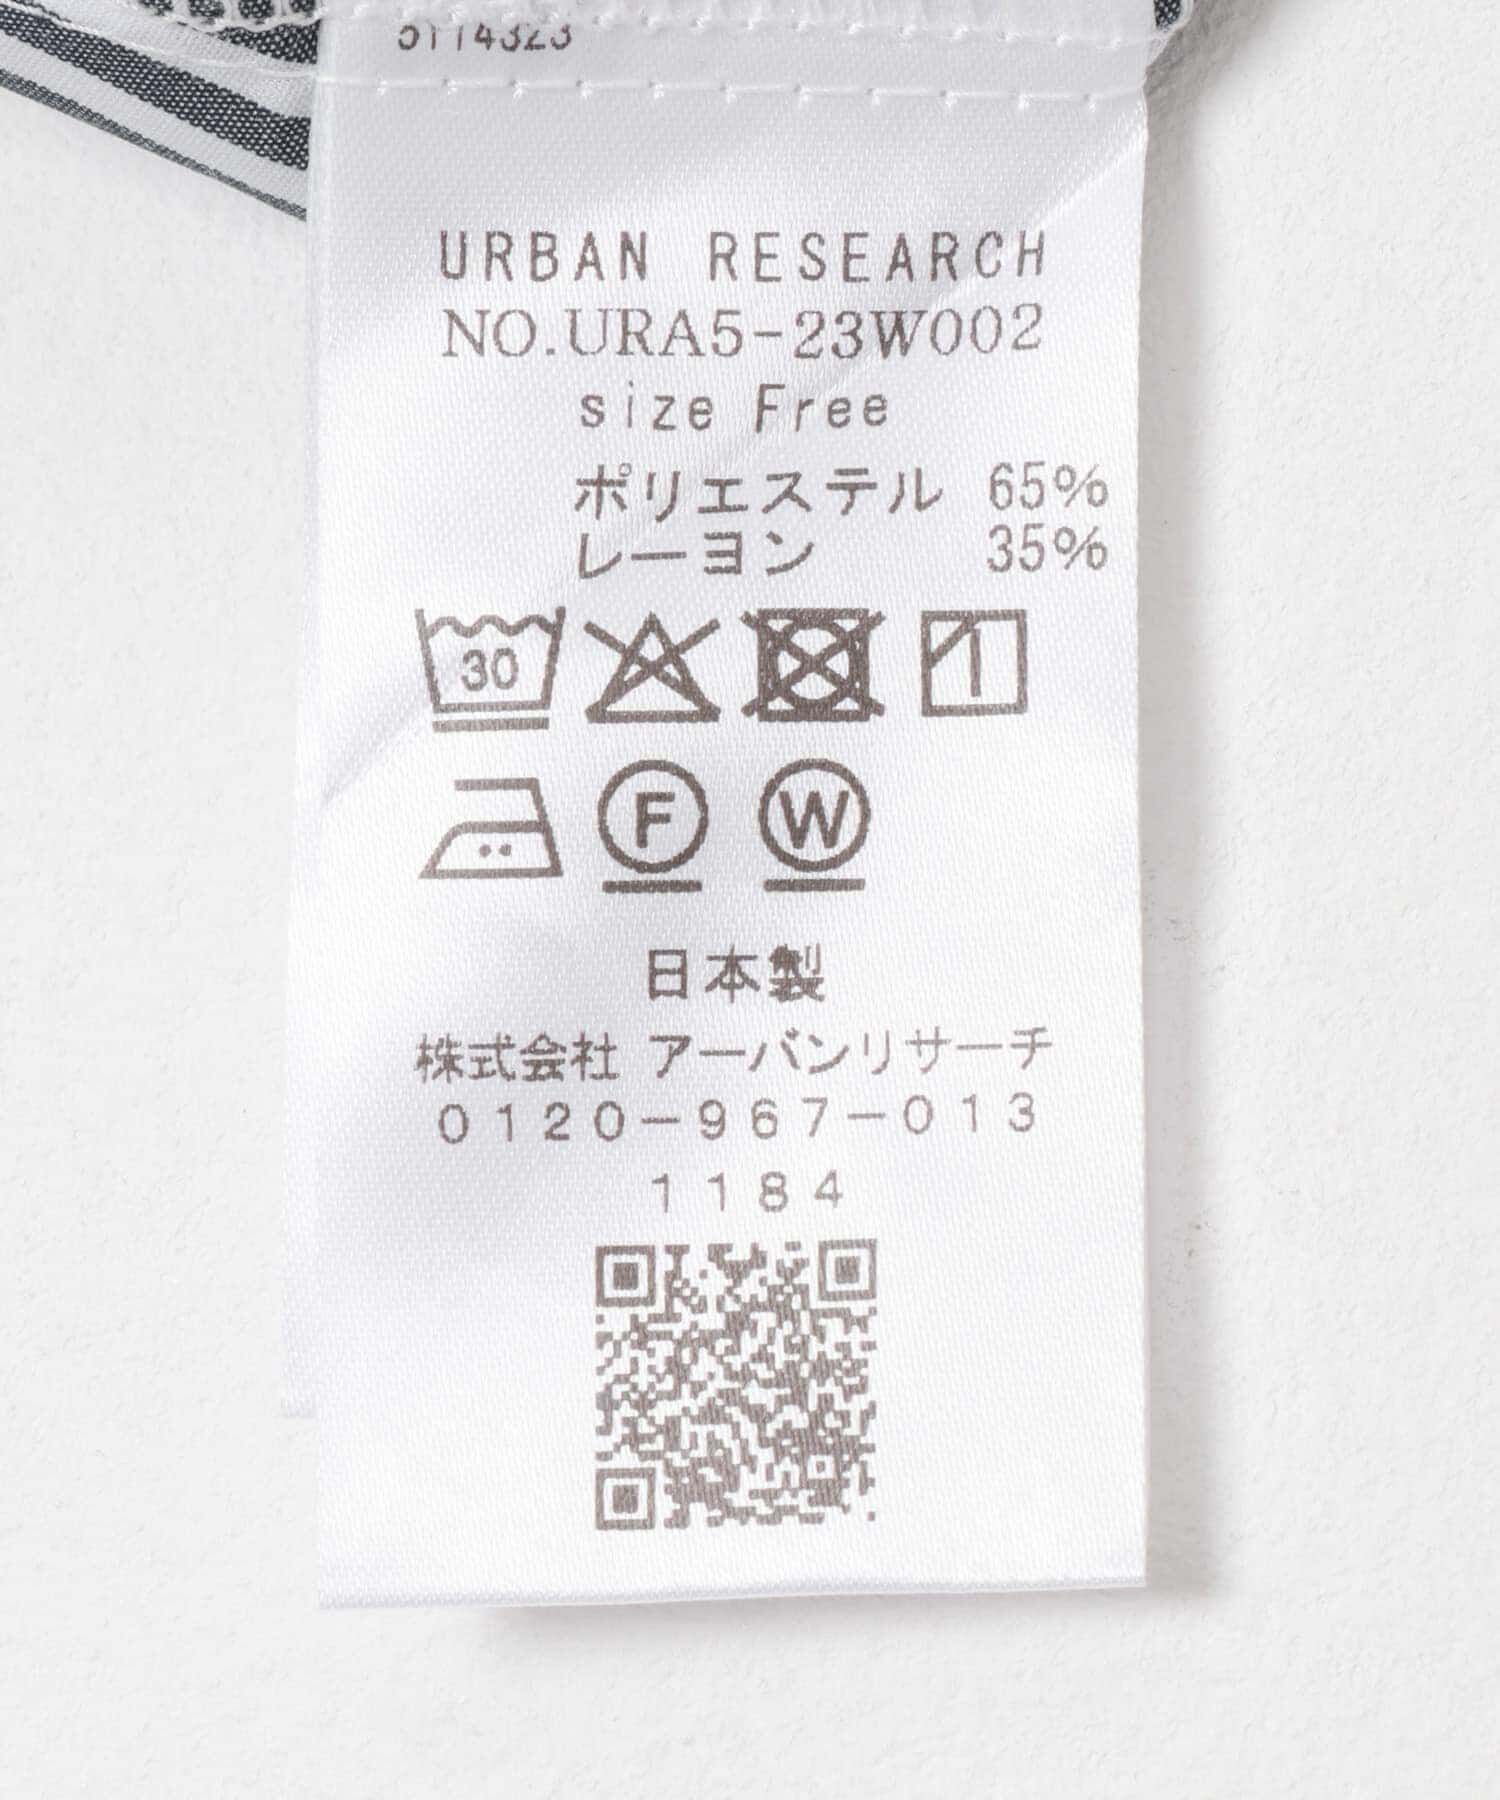 5114323
URBAN RESEARCH
NO.URA5-23W002
size Free
ポリエステル 65%
レーヨン 35%
30
F W
日本製
株式会社 アーバンリサーチ
0120-967-013
1184